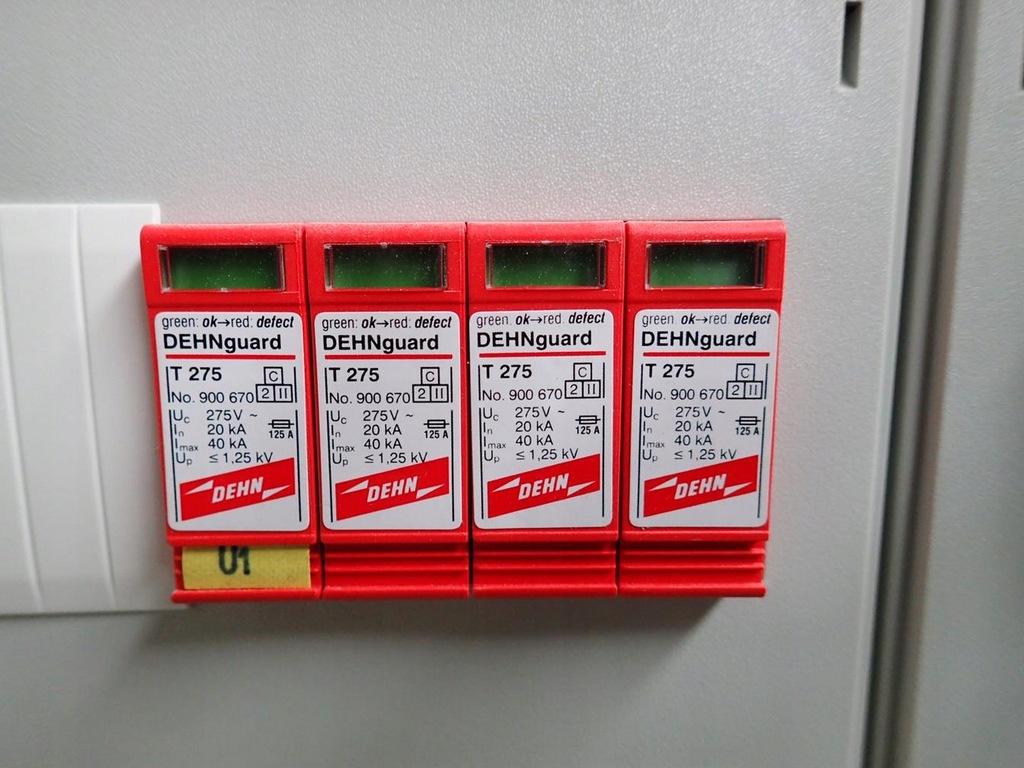 green: ok→red: defect
DEHNguard
T 275
C
No. 900 670
2 II
Uc 275V ~
In 20 kA
125 A
Imax 40 kA
Up ≤ 1,25 kV
DEHN
U1
green: ok→red: defect
DEHNguard
T 275
C
No. 900 670
2 II
Uc 275V ~
In 20 kA
125 A
Imax 40 kA
Up ≤ 1,25 kV
DEHN
green: ok→red: defect
DEHNguard
T 275
C
No. 900 670
2 II
Uc 275V ~
In 20 kA
125 A
Imax 40 kA
Up ≤ 1,25 kV
DEHN
green: ok→red: defect
DEHNguard
T 275
C
No. 900 670
2 II
Uc 275V ~
In 20 kA
125 A
Imax 40 kA
Up ≤ 1,25 kV
DEHN